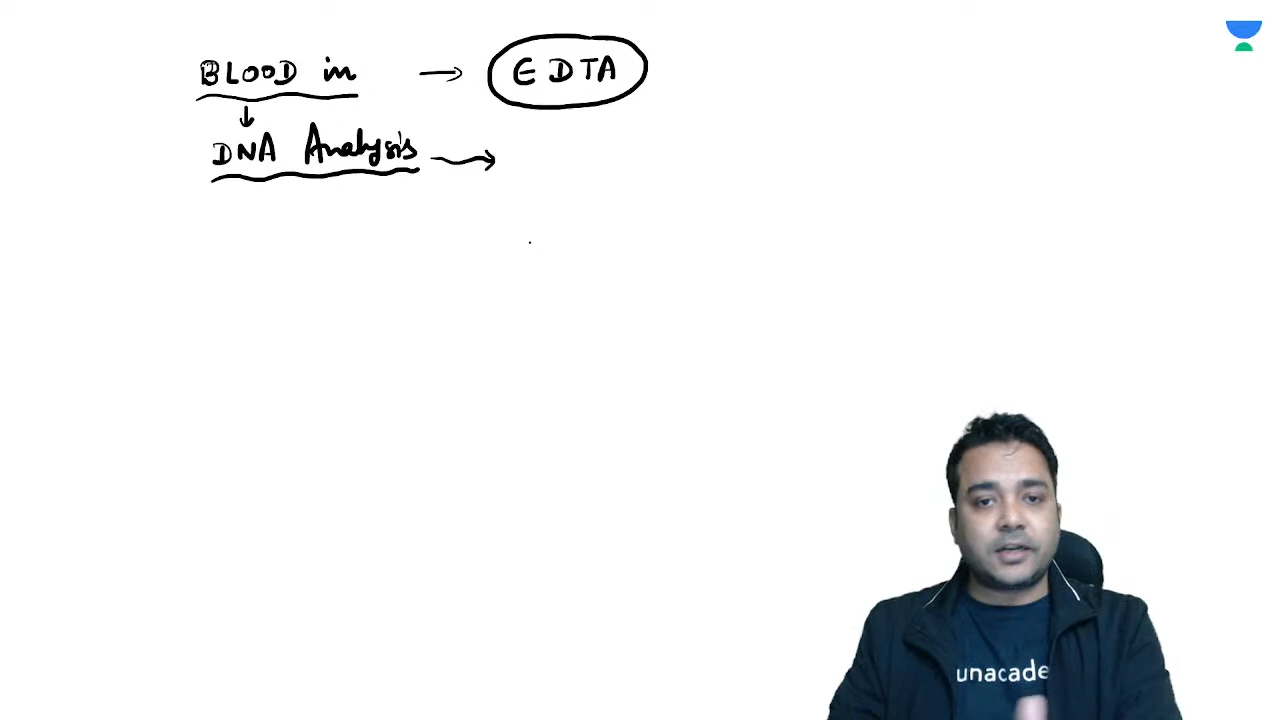 BLOOD in → EDTA
↓
DNA Analysis →
unacade